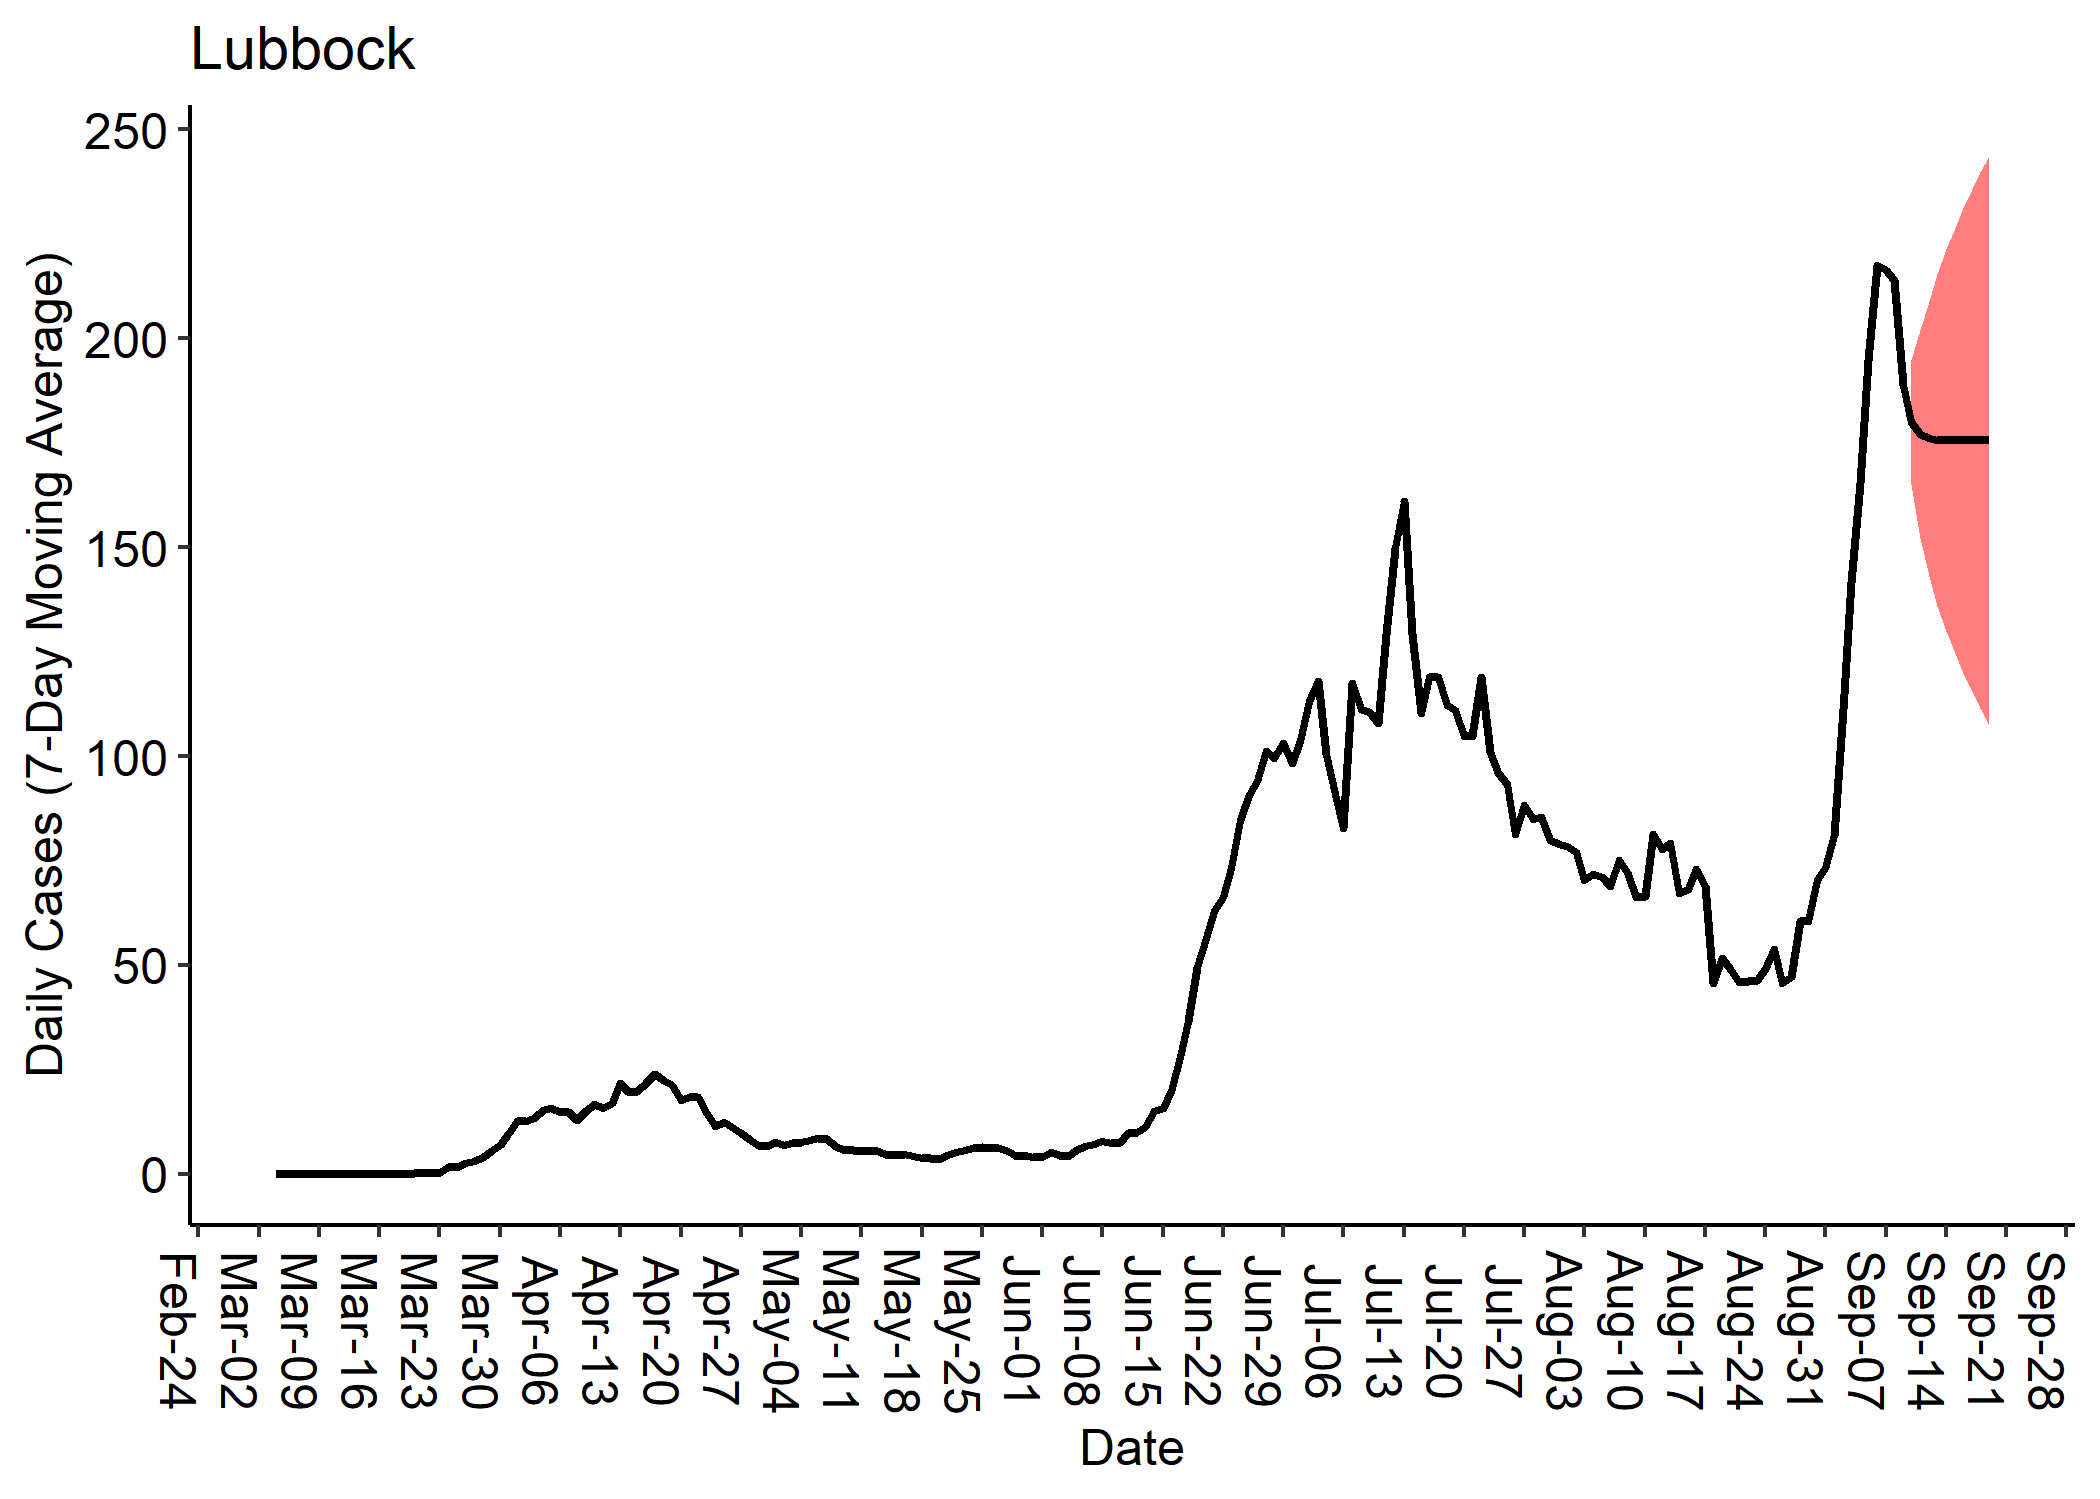 Lubbock
Daily Cases (7-Day Moving Average)
250
200
150
100
50
0
Feb-24
Mar-02
Mar-09
Mar-16
Mar-23
Mar-30
Apr-06
Apr-13
Apr-20
Apr-27
May-04
May-11
May-18
May-25
Jun-01
Jun-08
Jun-15
Jun-22
Jun-29
Jul-06
Jul-13
Jul-20
Jul-27
Aug-03
Aug-10
Aug-17
Aug-24
Aug-31
Sep-07
Sep-14
Sep-21
Sep-28
Date